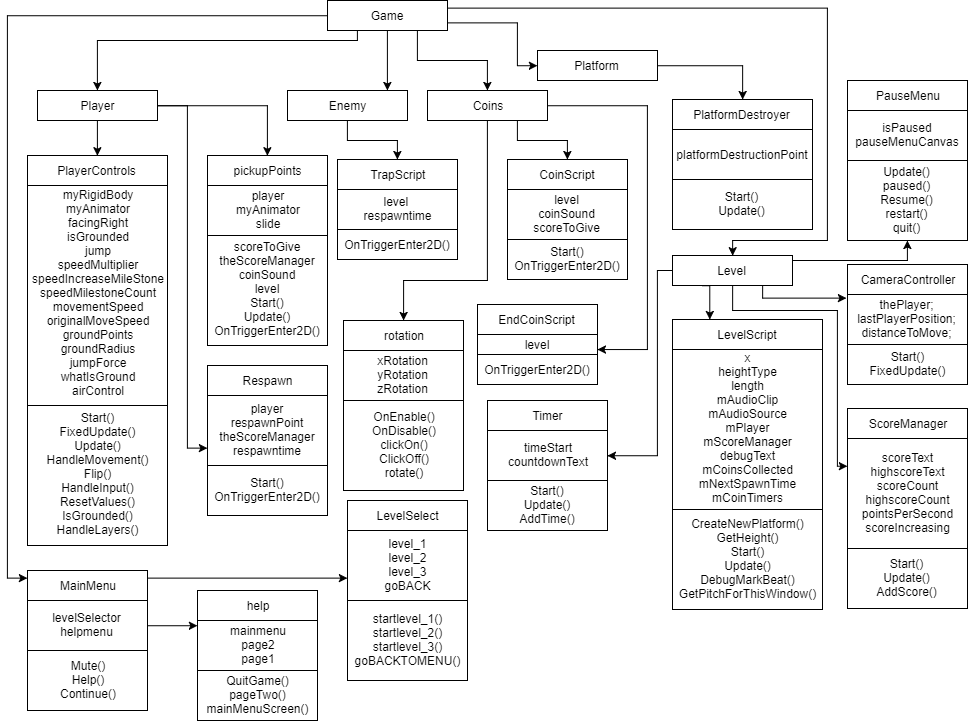 Game
Platform
Player
Enemy
Coins
PlatformDestroyer
platformDestructionPoint
Start()
Update()
PauseMenu
isPaused
pauseMenuCanvas
Update()
paused()
Resume()
restart()
quit()
PlayerControls
myRigidBody
myAnimator
facingRight
isGrounded
jump
speedMultiplier
speedIncreaseMileStone
speedMilestoneCount
movementSpeed
originalMoveSpeed
groundPoints
groundRadius
jumpForce
whatIsGround
airControl
Start()
FixedUpdate()
Update()
HandleMovement()
Flip()
HandleInput()
ResetValues()
IsGrounded()
HandleLayers()
pickupPoints
player
myAnimator
slide
scoreToGive
theScoreManager
coinSound
level
Start()
Update()
OnTriggerEnter2D()
TrapScript
level
respawntime
OnTriggerEnter2D()
CoinScript
level
coinSound
scoreToGive
Start()
OnTriggerEnter2D()
Level
CameraController
thePlayer;
lastPlayerPosition;
distanceToMove;
Start()
FixedUpdate()
rotation
xRotation
yRotation
zRotation
OnEnable()
OnDisable()
clickOn()
ClickOff()
rotate()
EndCoinScript
level
OnTriggerEnter2D()
LevelScript
x
heightType
length
mAudioClip
mAudioSource
mPlayer
mScoreManager
debugText
mCoinsCollected
mNextSpawnTime
mCoinTimers
CreateNewPlatform()
GetHeight()
Start()
Update()
DebugMarkBeat()
GetPitchForThisWindow()
Respawn
player
respawnPoint
theScoreManager
respawntime
Start()
OnTriggerEnter2D()
Timer
timeStart
countdownText
Start()
Update()
AddTime()
ScoreManager
scoreText
highscoreText
scoreCount
highscoreCount
pointsPerSecond
scoreIncreasing
Start()
Update()
AddScore()
LevelSelect
level_1
level_2
level_3
goBACK
startlevel_1()
startlevel_2()
startlevel_3()
goBACKTOMENU()
MainMenu
levelSelector
helpmenu
Mute()
Help()
Continue()
help
mainmenu
page2
page1
QuitGame()
pageTwo()
mainMenuScreen()